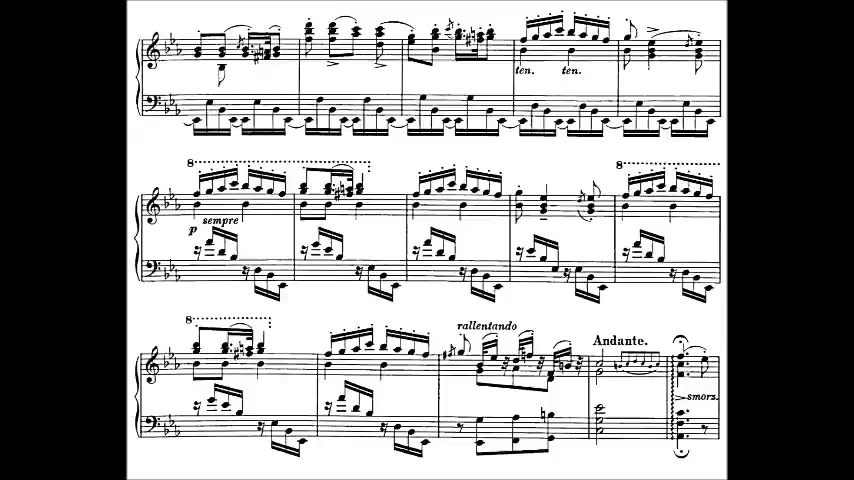 ten. ten.
8
8
p sempre
8
rallentando
Andante.
smorz.